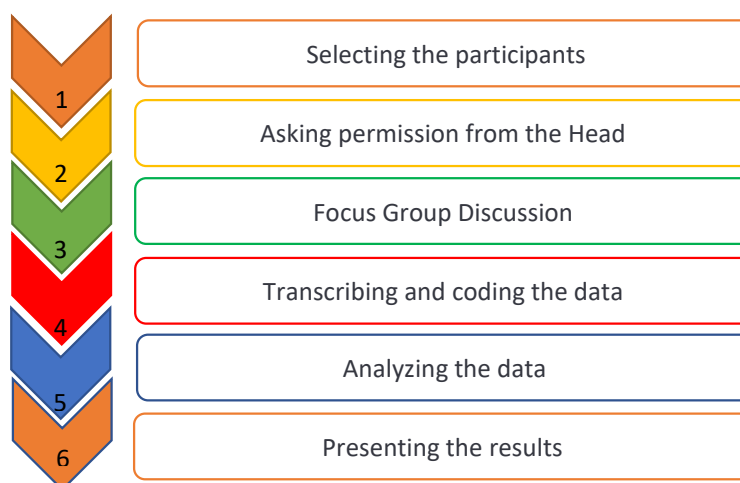 Selecting the participants
1
Asking permission from the Head
2
Focus Group Discussion
3
Transcribing and coding the data
4
Analyzing the data
5
Presenting the results
6